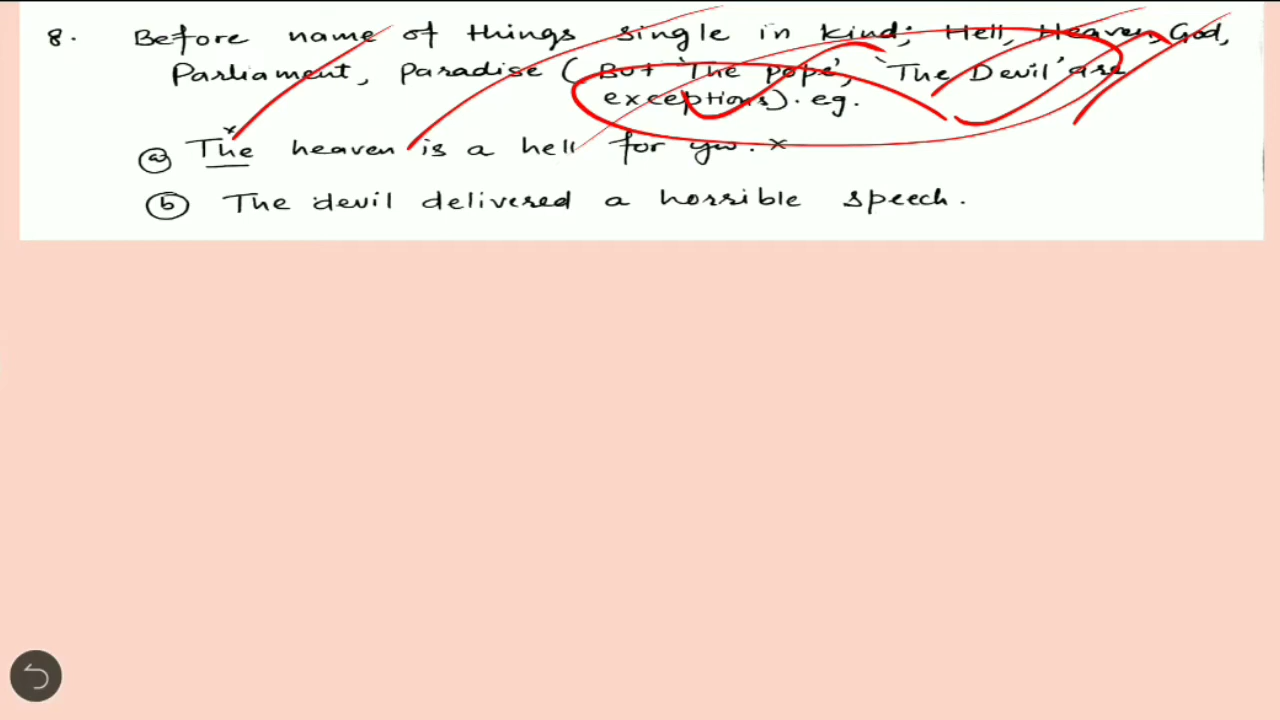 8. Before name of things single in kind; Hell, Heaven, God,
Parliament, Paradise (But 'The pope', 'The Devil' are
exceptions). eg.
(a) The heaven is a hell for you. x
(b) The devil delivered a horrible speech.